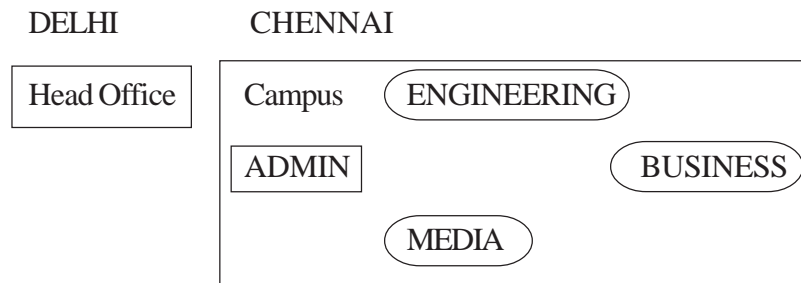 DELHI CHENNAI
Head Office Campus ENGINEERING
ADMIN BUSINESS
MEDIA